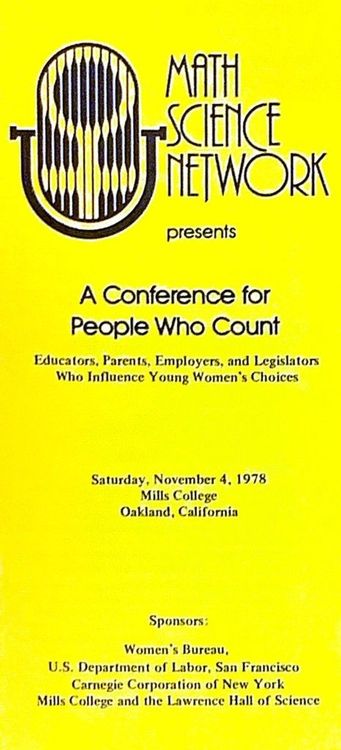 MATH
SCIENCE
NETWORK
presents
A Conference for
People Who Count
Educators, Parents, Employers, and Legislators
Who Influence Young Women's Choices
Saturday, November 4, 1978
Mills College
Oakland, California
Sponsors:
Women's Bureau,
U.S. Department of Labor, San Francisco
Carnegie Corporation of New York
Mills College and the Lawrence Hall of Science